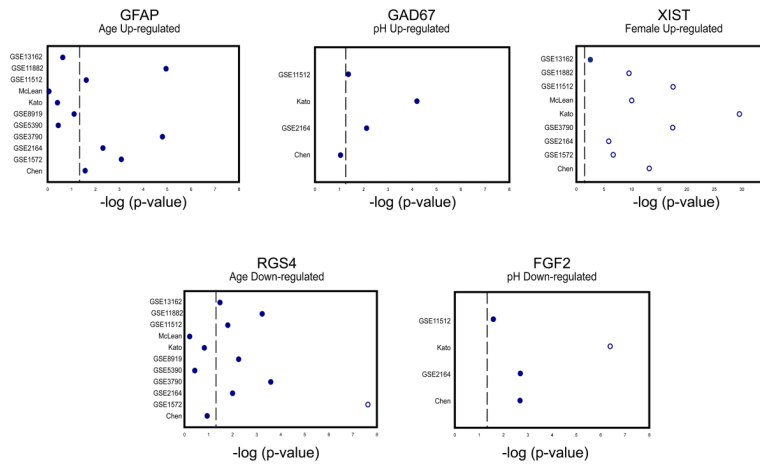 GFAP
Age Up-regulated
GSE13162
GSE11882
GSE11512
McLean
Kato
GSE8919
GSE5390
GSE3790
GSE2164
GSE1572
Chen
0 1 2 3 4 5 6 7 8
-log (p-value)
GAD67
pH Up-regulated
GSE11512
Kato
GSE2164
Chen
0 1 2 3 4 5 6 7 8
-log (p-value)
XIST
Female Up-regulated
GSE13162
GSE11882
GSE11512
McLean
Kato
GSE3790
GSE2164
GSE1572
Chen
0 5 10 15 20 25 30
-log (p-value)
RGS4
Age Down-regulated
GSE13162
GSE11882
GSE11512
McLean
Kato
GSE8919
GSE5390
GSE3790
GSE2164
GSE1572
Chen
0 1 2 3 4 5 6 7 8
-log (p-value)
FGF2
pH Down-regulated
GSE11512
Kato
GSE2164
Chen
0 1 2 3 4 5 6 7 8
-log (p-value)